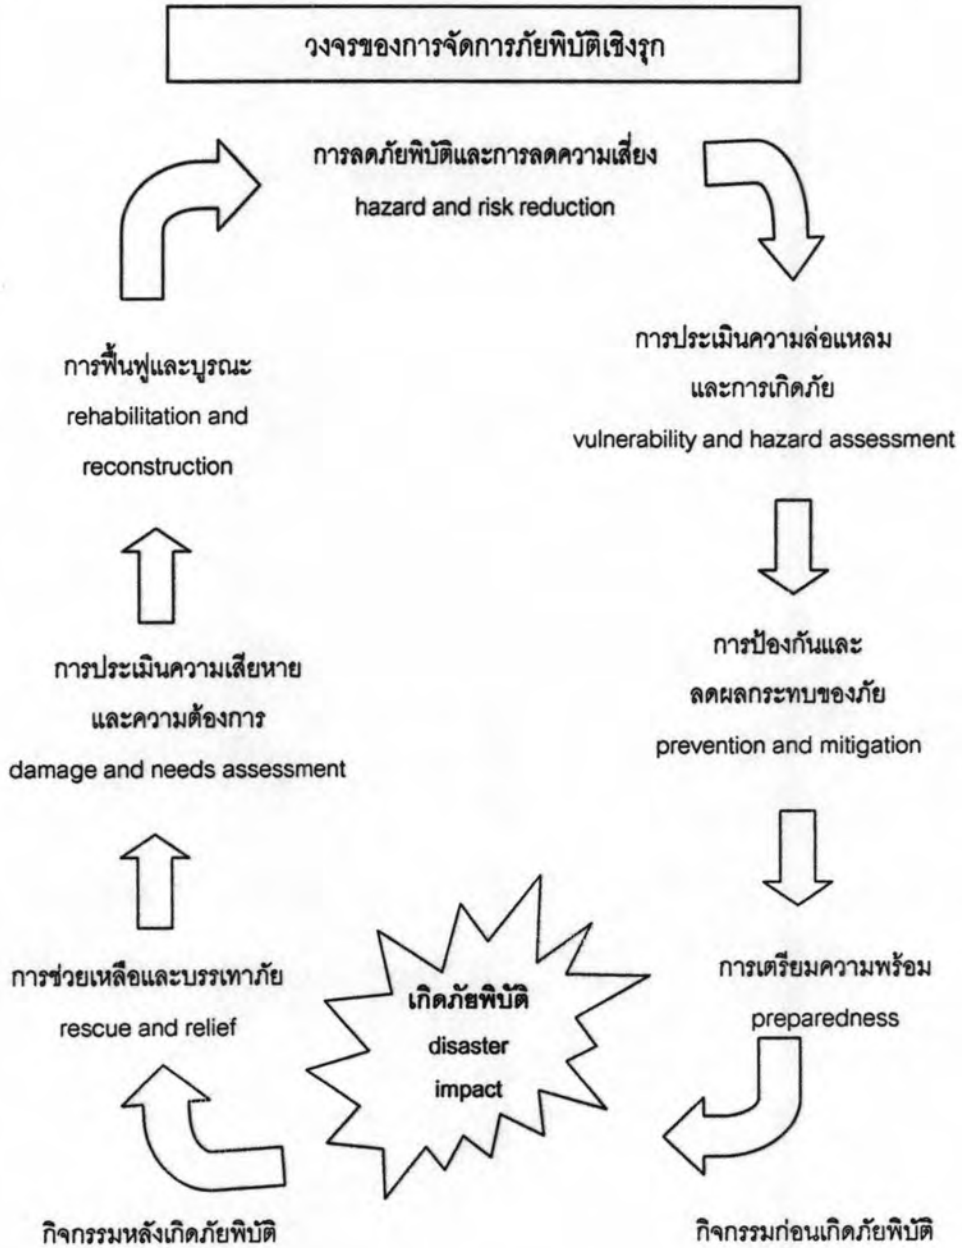 วงจรของการจัดการภัยพิบัติเชิงรุก
การลดภัยพิบัติและการลดความเสี่ยง
hazard and risk reduction
การประเมินความล่อแหลม
และการเกิดภัย
vulnerability and hazard assessment
การป้องกันและ
ลดผลกระทบของภัย
prevention and mitigation
การเตรียมความพร้อม
preparedness
กิจกรรมก่อนเกิดภัยพิบัติ
เกิดภัยพิบัติ
disaster
impact
การช่วยเหลือและบรรเทาภัย
rescue and relief
กิจกรรมหลังเกิดภัยพิบัติ
การประเมินความเสียหาย
และความต้องการ
damage and needs assessment
การฟื้นฟูและบูรณะ
rehabilitation and
reconstruction